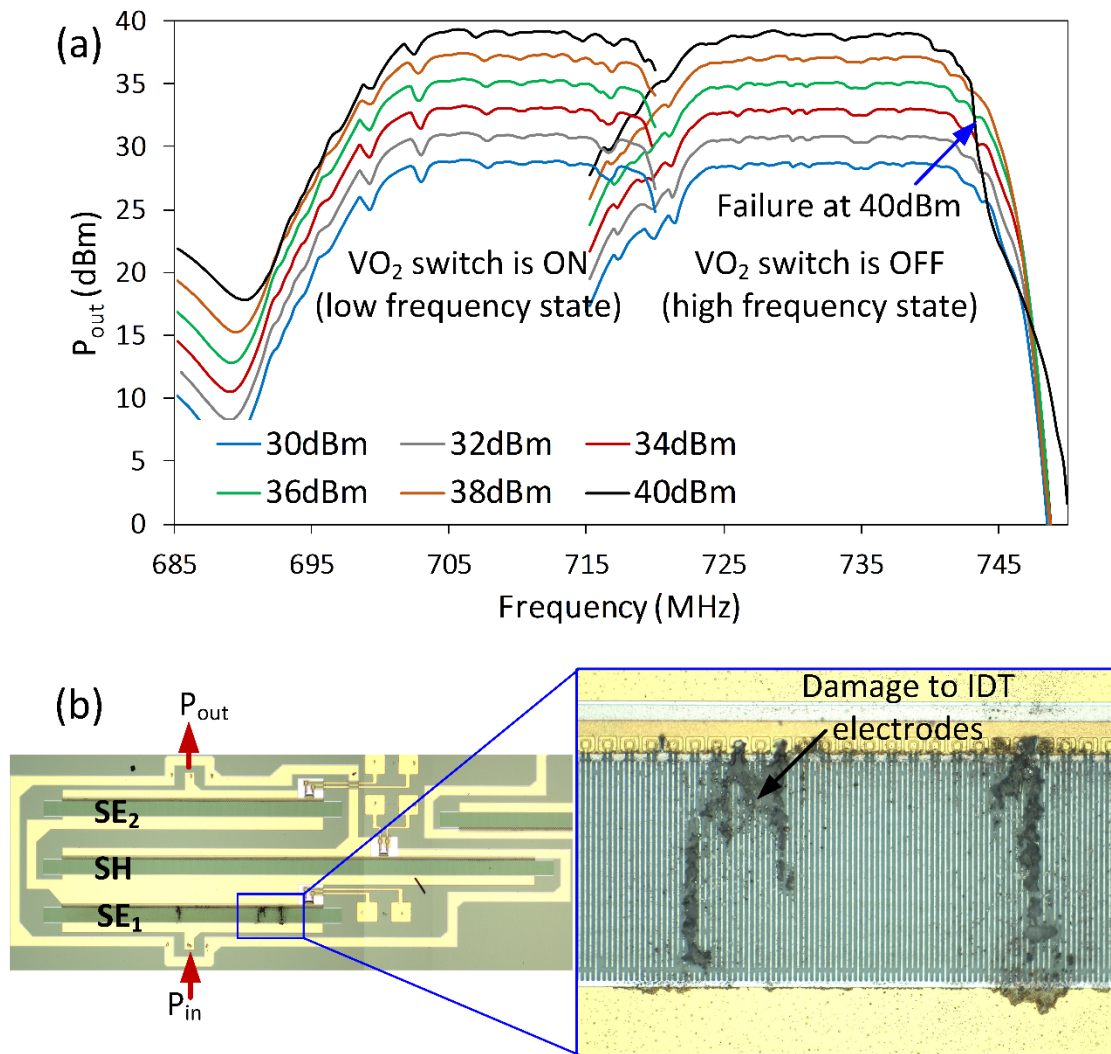 (a)
P_out (dBm)
40
35
30
25
20
15
10
5
0
Failure at 40dBm
VO₂ switch is ON
(low frequency state)
VO₂ switch is OFF
(high frequency state)
30dBm
32dBm
34dBm
36dBm
38dBm
40dBm
685
695
705
715
725
735
745
Frequency (MHz)
(b)
P_out
SE₂
SH
SE₁
P_in
Damage to IDT
electrodes